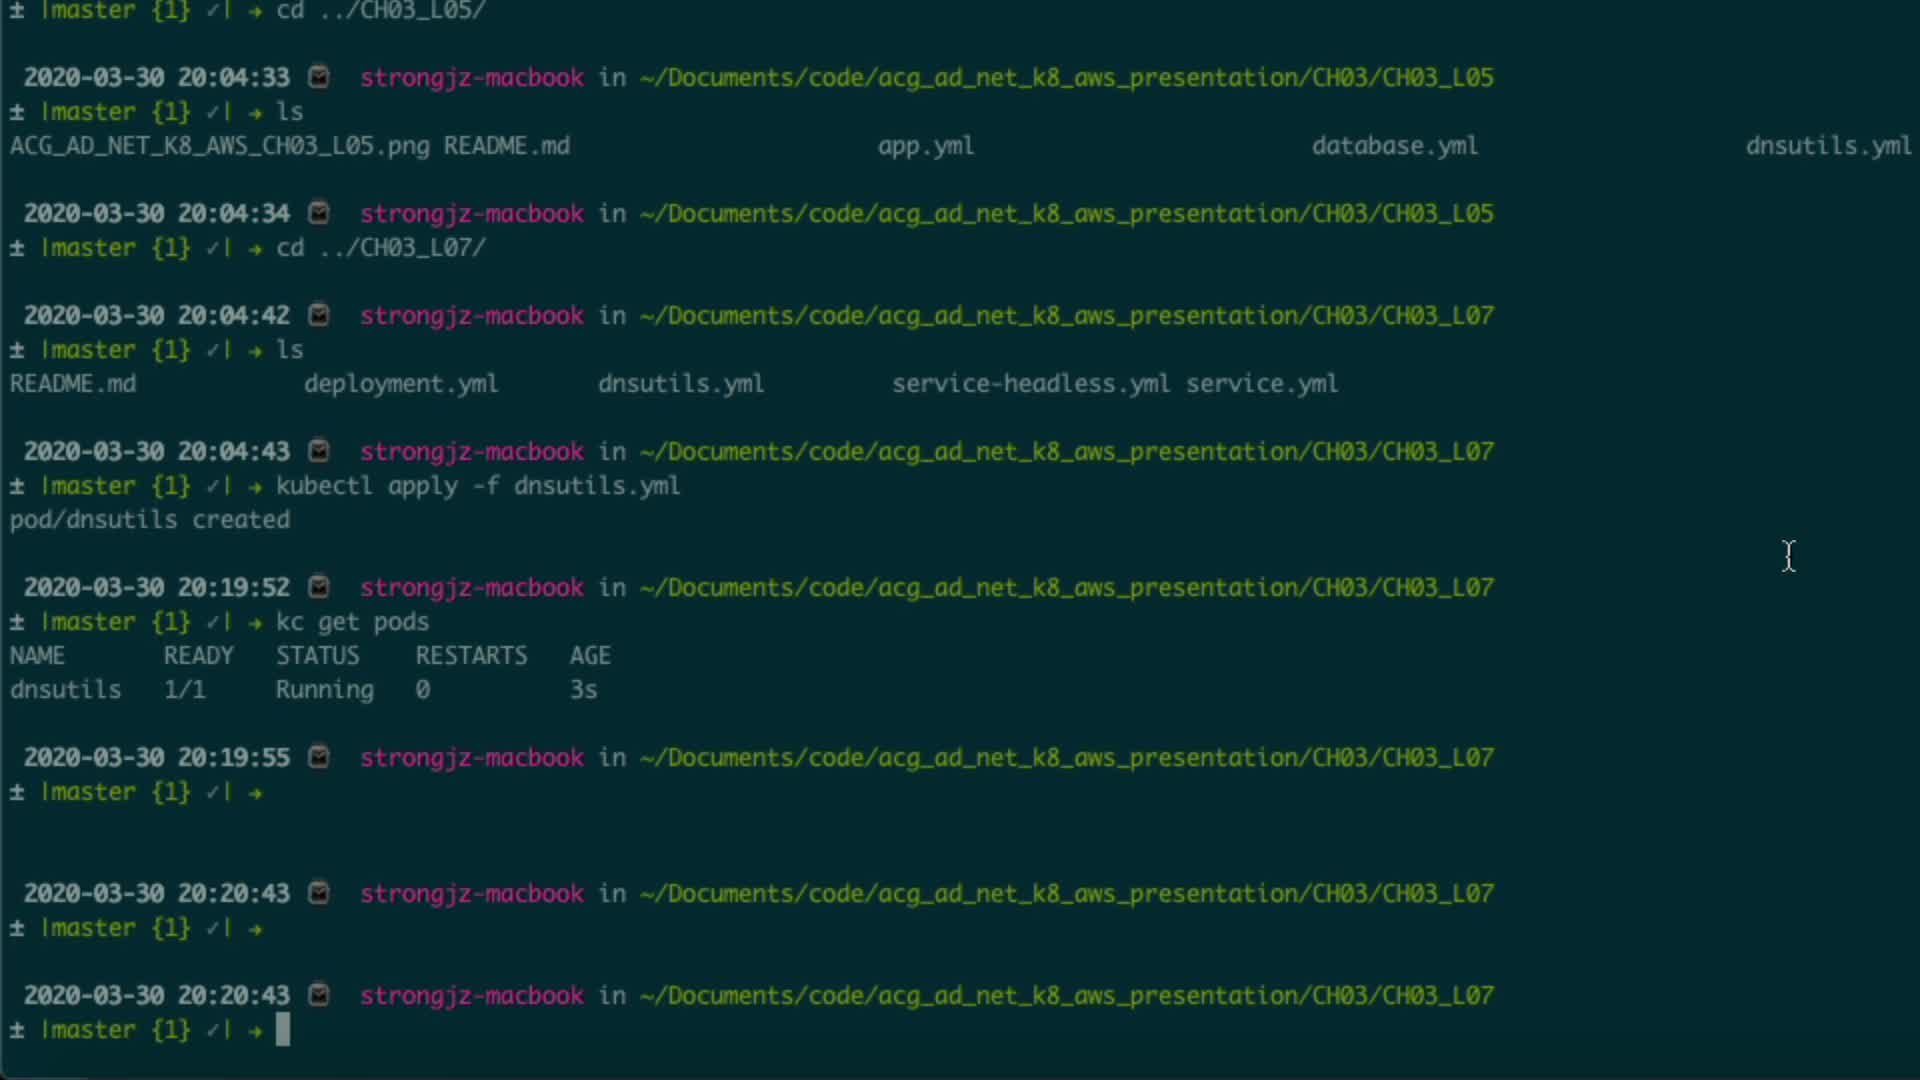 ± |master {1} ✓| → cd ../CH03_L05/
2020-03-30 20:04:33 strongjz-macbook in ~/Documents/code/acg_ad_net_k8_aws_presentation/CH03/CH03_L05
± |master {1} ✓| → ls
ACG_AD_NET_K8_AWS_CH03_L05.png README.md app.yml database.yml dnsutils.yml
2020-03-30 20:04:34 strongjz-macbook in ~/Documents/code/acg_ad_net_k8_aws_presentation/CH03/CH03_L05
± |master {1} ✓| → cd ../CH03_L07/
2020-03-30 20:04:42 strongjz-macbook in ~/Documents/code/acg_ad_net_k8_aws_presentation/CH03/CH03_L07
± |master {1} ✓| → ls
README.md deployment.yml dnsutils.yml service-headless.yml service.yml
2020-03-30 20:04:43 strongjz-macbook in ~/Documents/code/acg_ad_net_k8_aws_presentation/CH03/CH03_L07
± |master {1} ✓| → kubectl apply -f dnsutils.yml
pod/dnsutils created
2020-03-30 20:19:52 strongjz-macbook in ~/Documents/code/acg_ad_net_k8_aws_presentation/CH03/CH03_L07
± |master {1} ✓| → kc get pods
NAME READY STATUS RESTARTS AGE
dnsutils 1/1 Running 0 3s
2020-03-30 20:19:55 strongjz-macbook in ~/Documents/code/acg_ad_net_k8_aws_presentation/CH03/CH03_L07
± |master {1} ✓| →
2020-03-30 20:20:43 strongjz-macbook in ~/Documents/code/acg_ad_net_k8_aws_presentation/CH03/CH03_L07
± |master {1} ✓| →
2020-03-30 20:20:43 strongjz-macbook in ~/Documents/code/acg_ad_net_k8_aws_presentation/CH03/CH03_L07
± |master {1} ✓| →